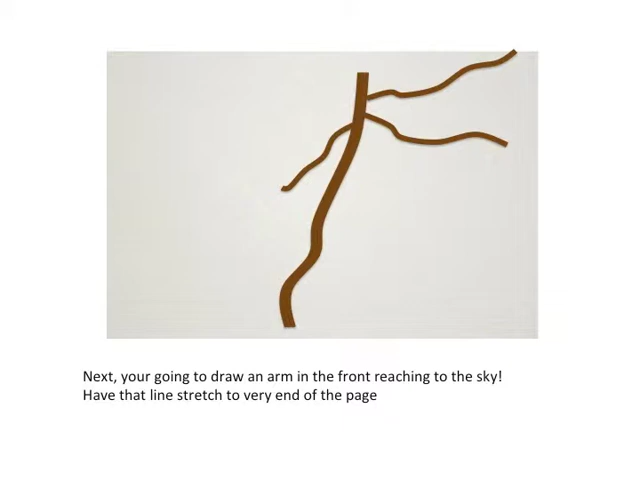 Next, your going to draw an arm in the front reaching to the sky!
Have that line stretch to very end of the page